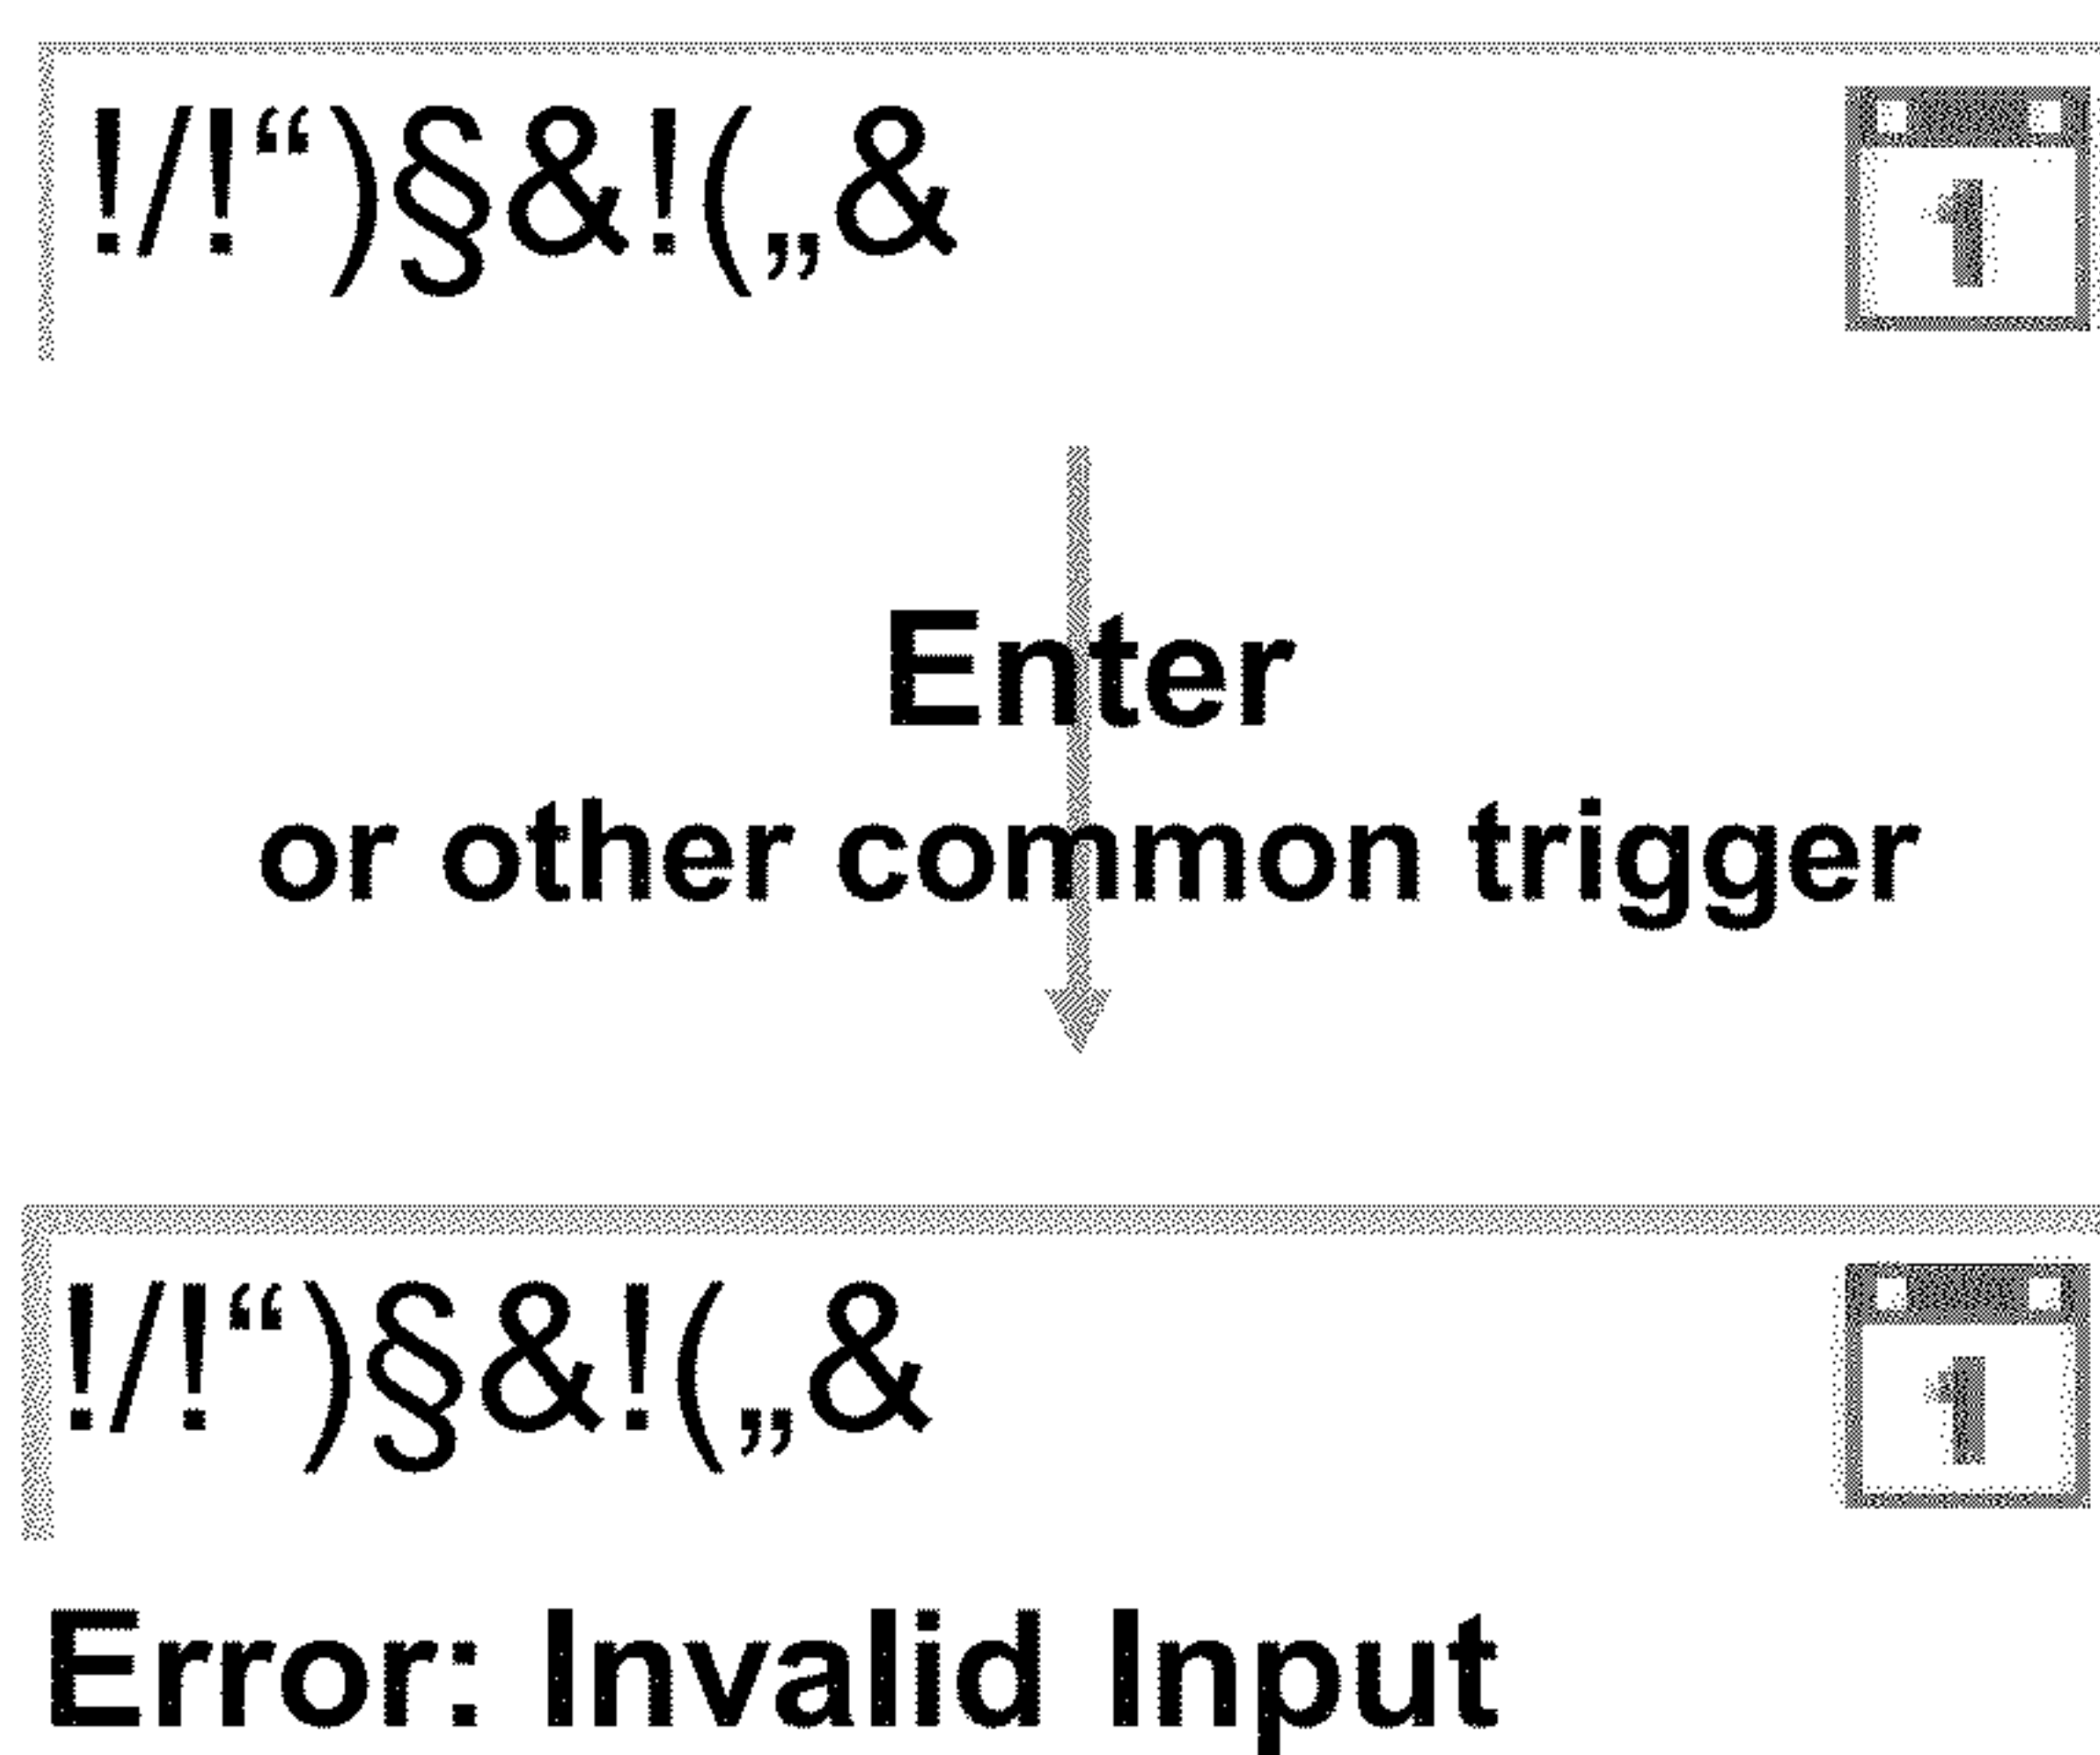 !/!“)§&!(„& 1
Enter
or other common trigger
!/!“)§&!(„& 1
Error: Invalid Input